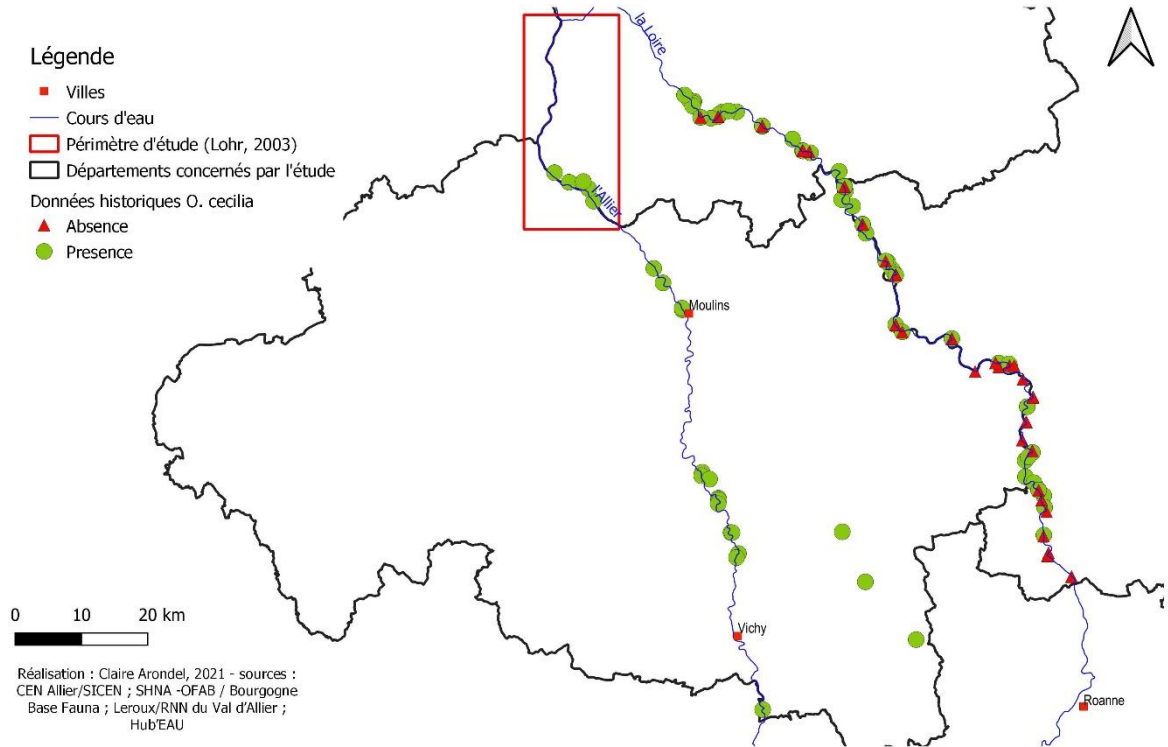 Légende
Villes
Cours d'eau
Périmètre d'étude (Lohr, 2003)
Départements concernés par l'étude
Données historiques O. cecilia
Absence
Presence
la Loire
l'Allier
Moulins
Vichy
Roanne
0 10 20 km
Réalisation : Claire Arondel, 2021 - sources :
CEN Allier/SICEN ; SHNA -OFAB / Bourgogne
Base Fauna ; Leroux/RNN du Val d'Allier ;
Hub'EAU